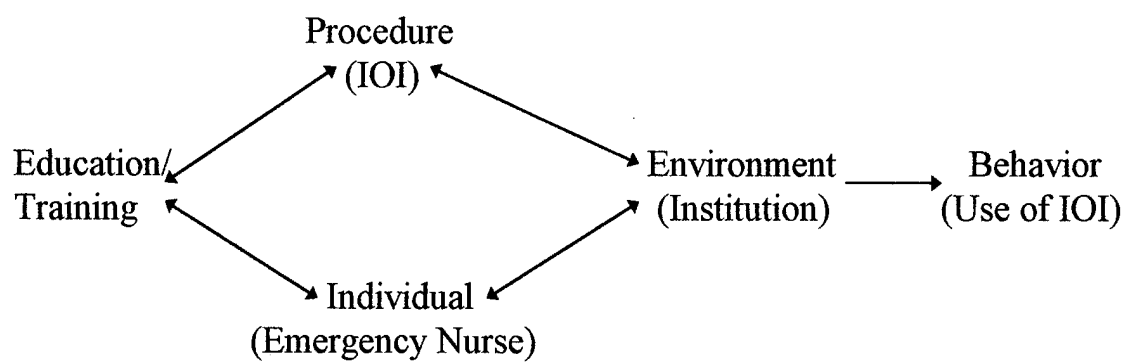 Procedure
(IOI)
Education/
Training
Environment
(Institution)
Behavior
(Use of IOI)
Individual
(Emergency Nurse)